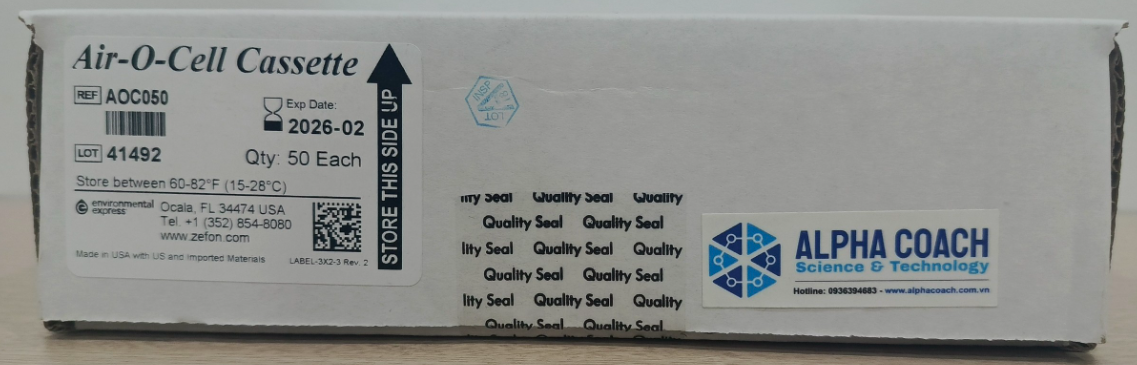 Air-O-Cell Cassette
REF AOC050
Exp Date:
2026-02
LOT 41492
Qty: 50 Each
Store between 60-82°F (15-28°C)
environmental
express
Ocala, FL 34474 USA
Tel. +1 (352) 854-8080
www.zefon.com
Made in USA with US and Imported Materials
LABEL-3X2-3 Rev. 2
STORE THIS SIDE UP
INSP
LOT
lity Seal Quality Seal Quality
Quality Seal Quality Seal
lity Seal Quality Seal Quality
Quality Seal Quality Seal
lity Seal Quality Seal Quality
Quality Seal Quality Seal
ALPHA COACH
Science & Technology
Hotline: 0936394683 - www.alphacoach.com.vn